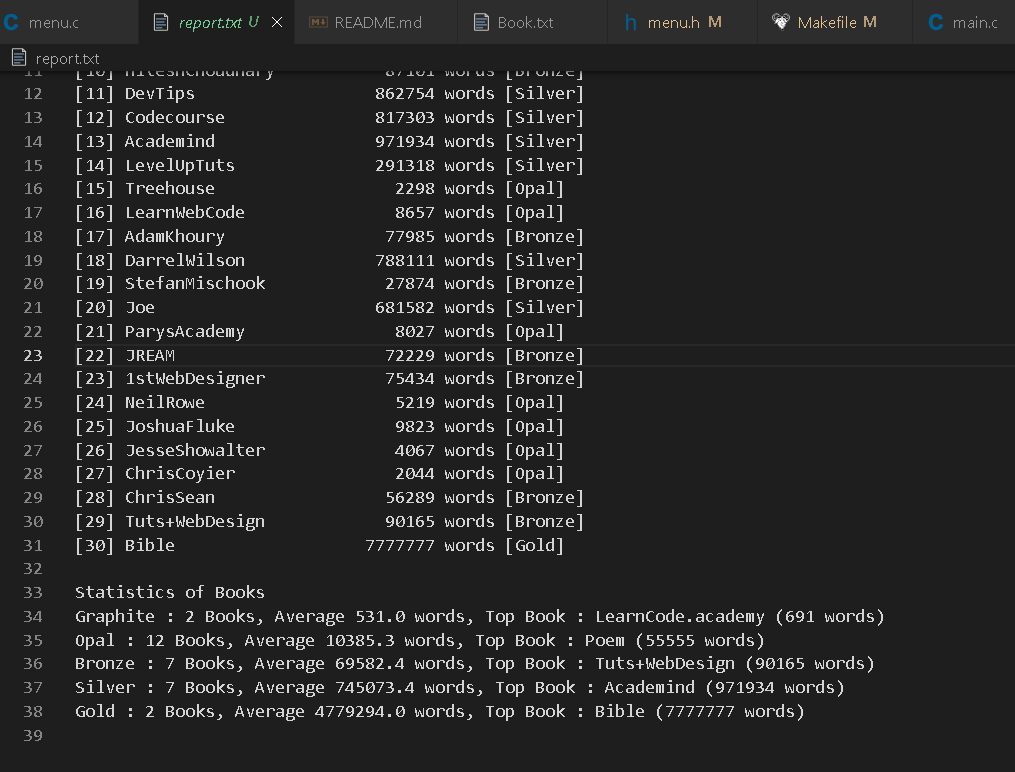 menu.c report.txt U README.md Book.txt menu.h M Makefile M main.c
report.txt
11 [10] HiteshChoudhary 87101 words [Bronze]
12 [11] DevTips 862754 words [Silver]
13 [12] Codecourse 817303 words [Silver]
14 [13] Academind 971934 words [Silver]
15 [14] LevelUpTuts 291318 words [Silver]
16 [15] Treehouse 2298 words [Opal]
17 [16] LearnWebCode 8657 words [Opal]
18 [17] AdamKhoury 77985 words [Bronze]
19 [18] DarrelWilson 788111 words [Silver]
20 [19] StefanMischook 27874 words [Bronze]
21 [20] Joe 681582 words [Silver]
22 [21] ParysAcademy 8027 words [Opal]
23 [22] JREAM 72229 words [Bronze]
24 [23] 1stWebDesigner 75434 words [Bronze]
25 [24] NeilRowe 5219 words [Opal]
26 [25] JoshuaFluke 9823 words [Opal]
27 [26] JesseShowalter 4067 words [Opal]
28 [27] ChrisCoyier 2044 words [Opal]
29 [28] ChrisSean 56289 words [Bronze]
30 [29] Tuts+WebDesign 90165 words [Bronze]
31 [30] Bible 7777777 words [Gold]
32
33 Statistics of Books
34 Graphite : 2 Books, Average 531.0 words, Top Book : LearnCode.academy (691 words)
35 Opal : 12 Books, Average 10385.3 words, Top Book : Poem (55555 words)
36 Bronze : 7 Books, Average 69582.4 words, Top Book : Tuts+WebDesign (90165 words)
37 Silver : 7 Books, Average 745073.4 words, Top Book : Academind (971934 words)
38 Gold : 2 Books, Average 4779294.0 words, Top Book : Bible (7777777 words)
39